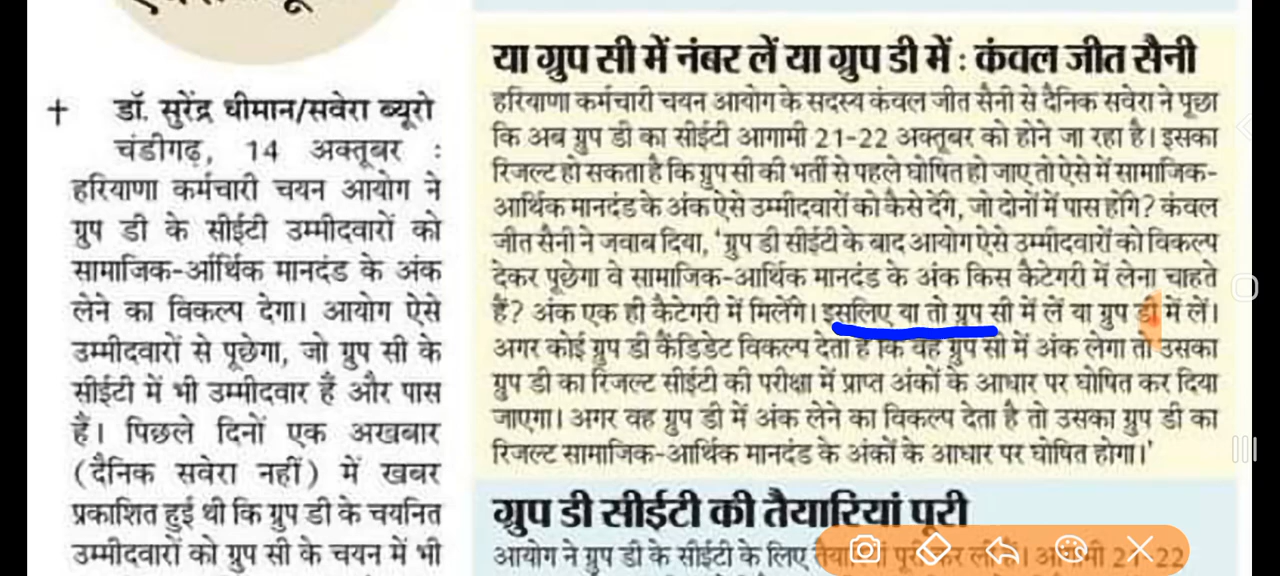 डॉ. सुरेंद्र धीमान/सवेरा ब्यूरो
चंडीगढ़, 14 अक्तूबर :
हरियाणा कर्मचारी चयन आयोग ने
ग्रुप डी के सीईटी उम्मीदवारों को
सामाजिक-आर्थिक मानदंड के अंक
लेने का विकल्प देगा। आयोग ऐसे
उम्मीदवारों से पूछेगा, जो ग्रुप सी के
सीईटी में भी उम्मीदवार हैं और पास
हैं। पिछले दिनों एक अखबार
(दैनिक सवेरा नहीं) में खबर
प्रकाशित हुई थी कि ग्रुप डी के चयनित
उम्मीदवारों को ग्रुप सी के चयन में भी
या ग्रुप सी में नंबर लें या ग्रुप डी में : कंवल जीत सैनी
हरियाणा कर्मचारी चयन आयोग के सदस्य कंवल जीत सैनी से दैनिक सवेरा ने पूछा
कि अब ग्रुप डी का सीईटी आगामी 21-22 अक्तूबर को होने जा रहा है। इसका
रिजल्ट हो सकता है कि ग्रुप सी की भर्ती से पहले घोषित हो जाए तो ऐसे में सामाजिक-
आर्थिक मानदंड के अंक ऐसे उम्मीदवारों को कैसे देंगे, जो दोनों में पास होंगे? कंवल
जीत सैनी ने जवाब दिया, 'ग्रुप डी सीईटी के बाद आयोग ऐसे उम्मीदवारों को विकल्प
देकर पूछेगा वे सामाजिक-आर्थिक मानदंड के अंक किस कैटेगरी में लेना चाहते
हैं? अंक एक ही कैटेगरी में मिलेंगे। इसलिए या तो ग्रुप सी में लें या ग्रुप डी में लें।
अगर कोई ग्रुप डी कैंडिडेट विकल्प देता है कि वह ग्रुप सी में अंक लेगा तो उसका
ग्रुप डी का रिजल्ट सीईटी की परीक्षा में प्राप्त अंकों के आधार पर घोषित कर दिया
जाएगा। अगर वह ग्रुप डी में अंक लेने का विकल्प देता है तो उसका ग्रुप डी का
रिजल्ट सामाजिक-आर्थिक मानदंड के अंकों के आधार पर घोषित होगा।'
ग्रुप डी सीईटी की तैयारियां पूरी
आयोग ने ग्रुप डी के सीईटी के लिए